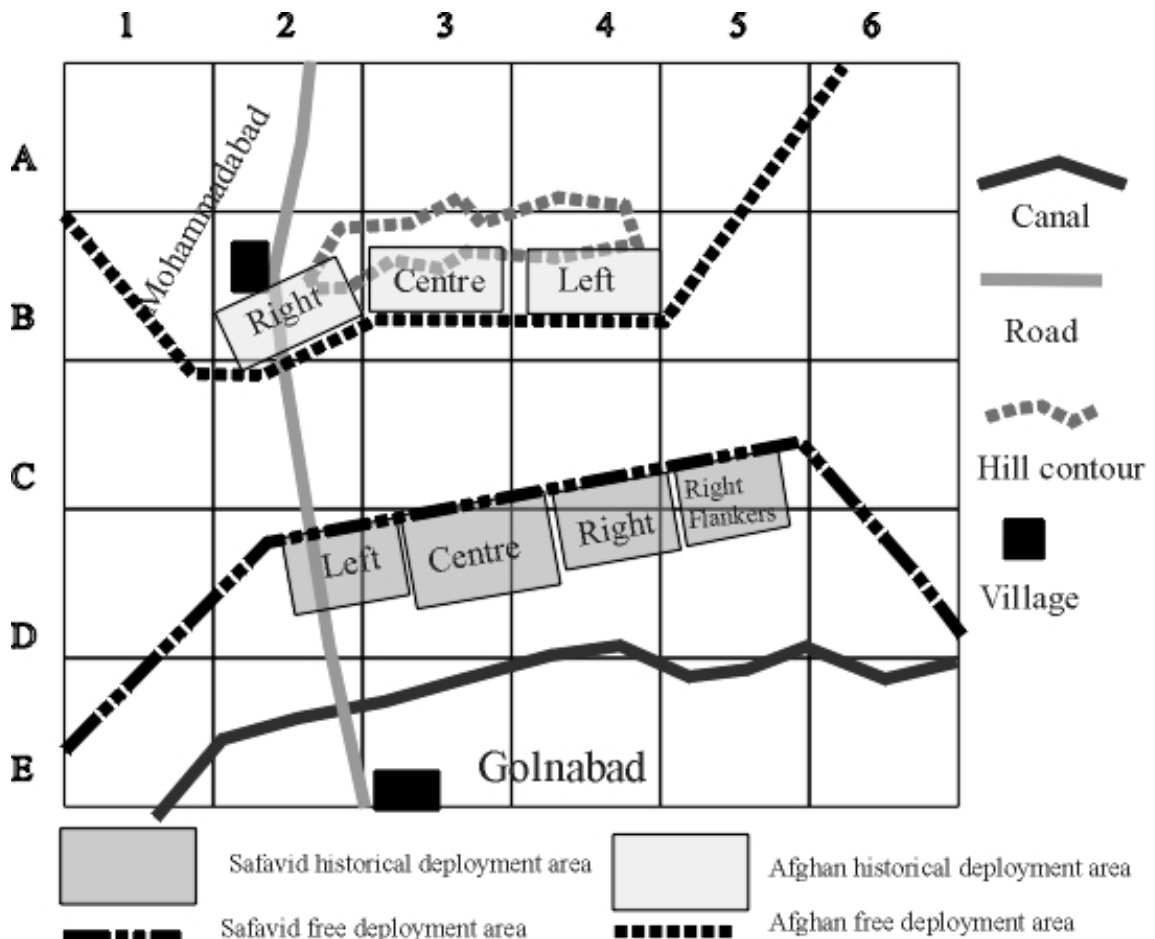 1 2 3 4 5 6
A
Mohammadabad
Canal
Centre
Left
Right
B
Road
C
Hill contour
Right
Flankers
Right
Left
Centre
Village
D
E
Golnabad
Safavid historical deployment area
Afghan historical deployment area
Safavid free deployment area
Afghan free deployment area